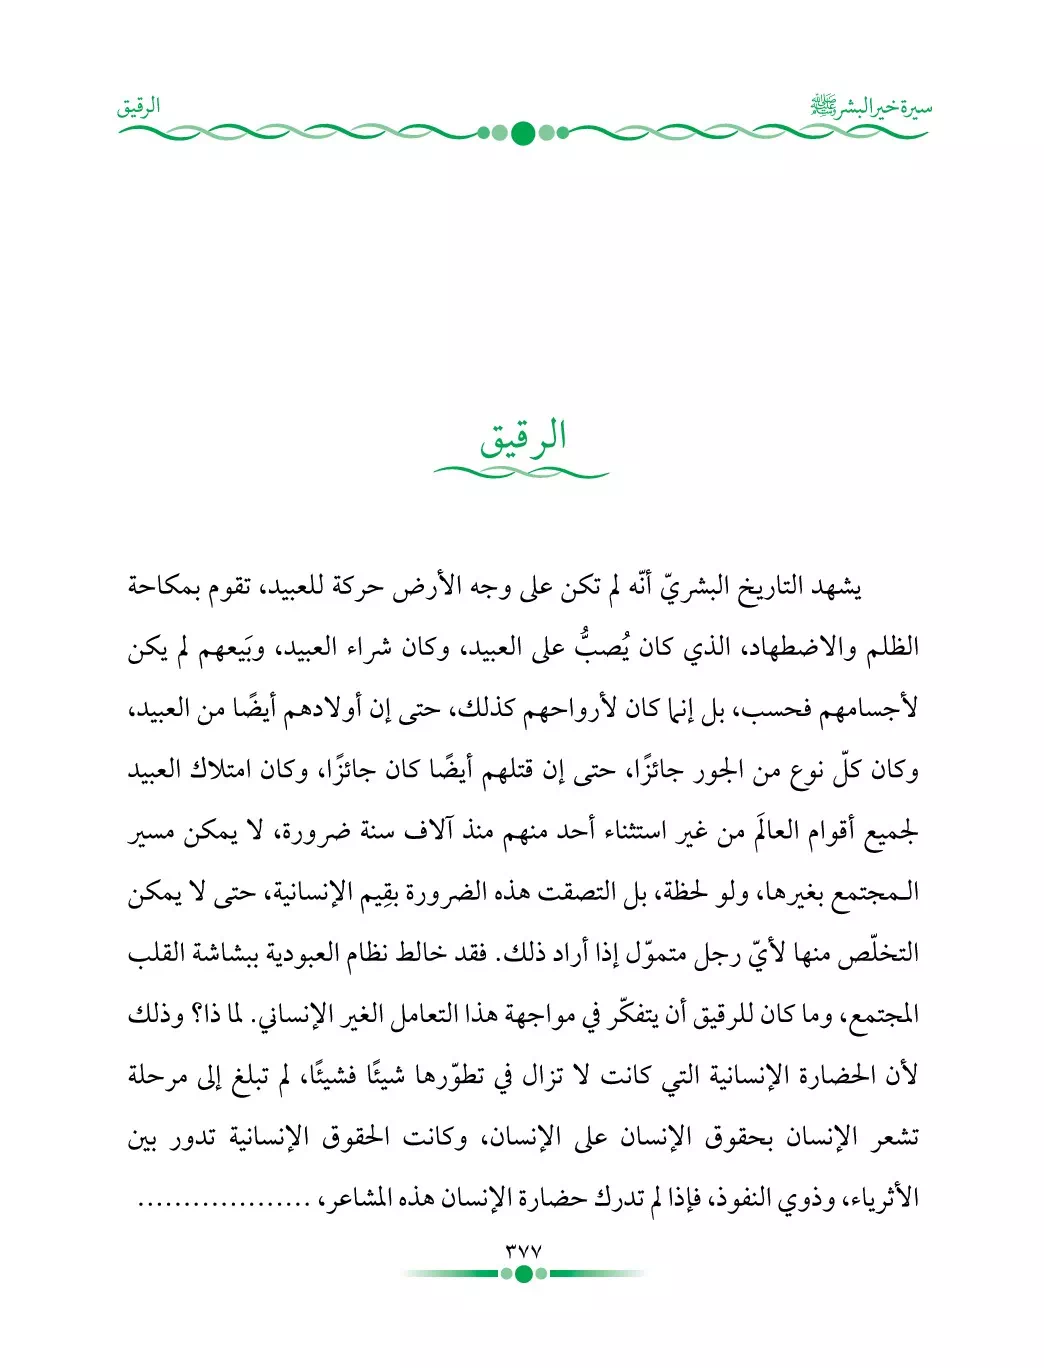 سيرة خير البشر ﷺ
الرقيق
الرقيق
يشهد التاريخ البشريّ أنّه لم تكن على وجه الأرض حركة للعبيد، تقوم بمكاحة
الظلم والاضطهاد، الذي كان يُصبُّ على العبيد، وكان شراء العبيد، وبَيعهم لم يكن
لأجسامهم فحسب، بل إنما كان لأرواحهم كذلك، حتى إن أولادهم أيضًا من العبيد،
وكان كلّ نوع من الجور جائزًا، حتى إن قتلهم أيضًا كان جائزًا، وكان امتلاك العبيد
لجميع أقوام العالَم من غير استثناء أحد منهم منذ آلاف سنة ضرورة، لا يمكن مسير
الـمجتمع بغيرها، ولو لحظة، بل التصقت هذه الضرورة بقِيم الإنسانية، حتى لا يمكن
التخلّص منها لأيّ رجل متموّل إذا أراد ذلك. فقد خالط نظام العبودية ببشاشة القلب
المجتمع، وما كان للرقيق أن يتفكّر في مواجهة هذا التعامل الغير الإنساني. لما ذا؟ وذلك
لأن الحضارة الإنسانية التي كانت لا تزال في تطوّرها شيئًا فشيئًا، لم تبلغ إلى مرحلة
تشعر الإنسان بحقوق الإنسان على الإنسان، وكانت الحقوق الإنسانية تدور بين
الأثرياء، وذوي النفوذ، فإذا لم تدرك حضارة الإنسان هذه المشاعر، ...................
٣٧٧